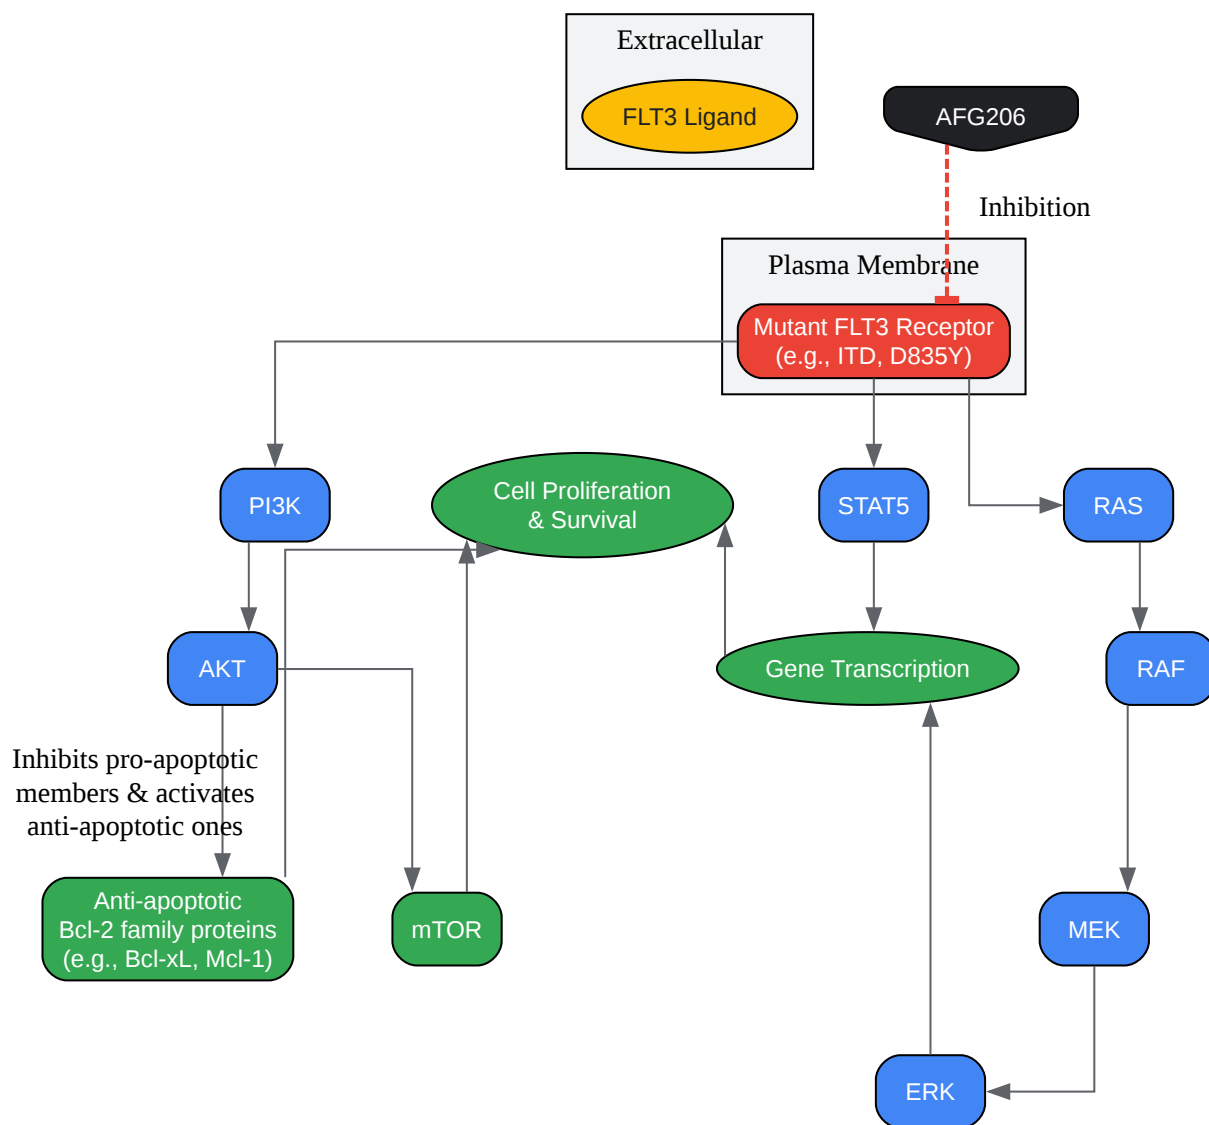 Extracellular
FLT3 Ligand
AFG206
Inhibition
Plasma Membrane
Mutant FLT3 Receptor
(e.g., ITD, D835Y)
PI3K
Cell Proliferation
& Survival
STAT5
RAS
AKT
Gene Transcription
RAF
Inhibits pro-apoptotic
members & activates
anti-apoptotic ones
Anti-apoptotic
Bcl-2 family proteins
(e.g., Bcl-xL, Mcl-1)
mTOR
MEK
ERK